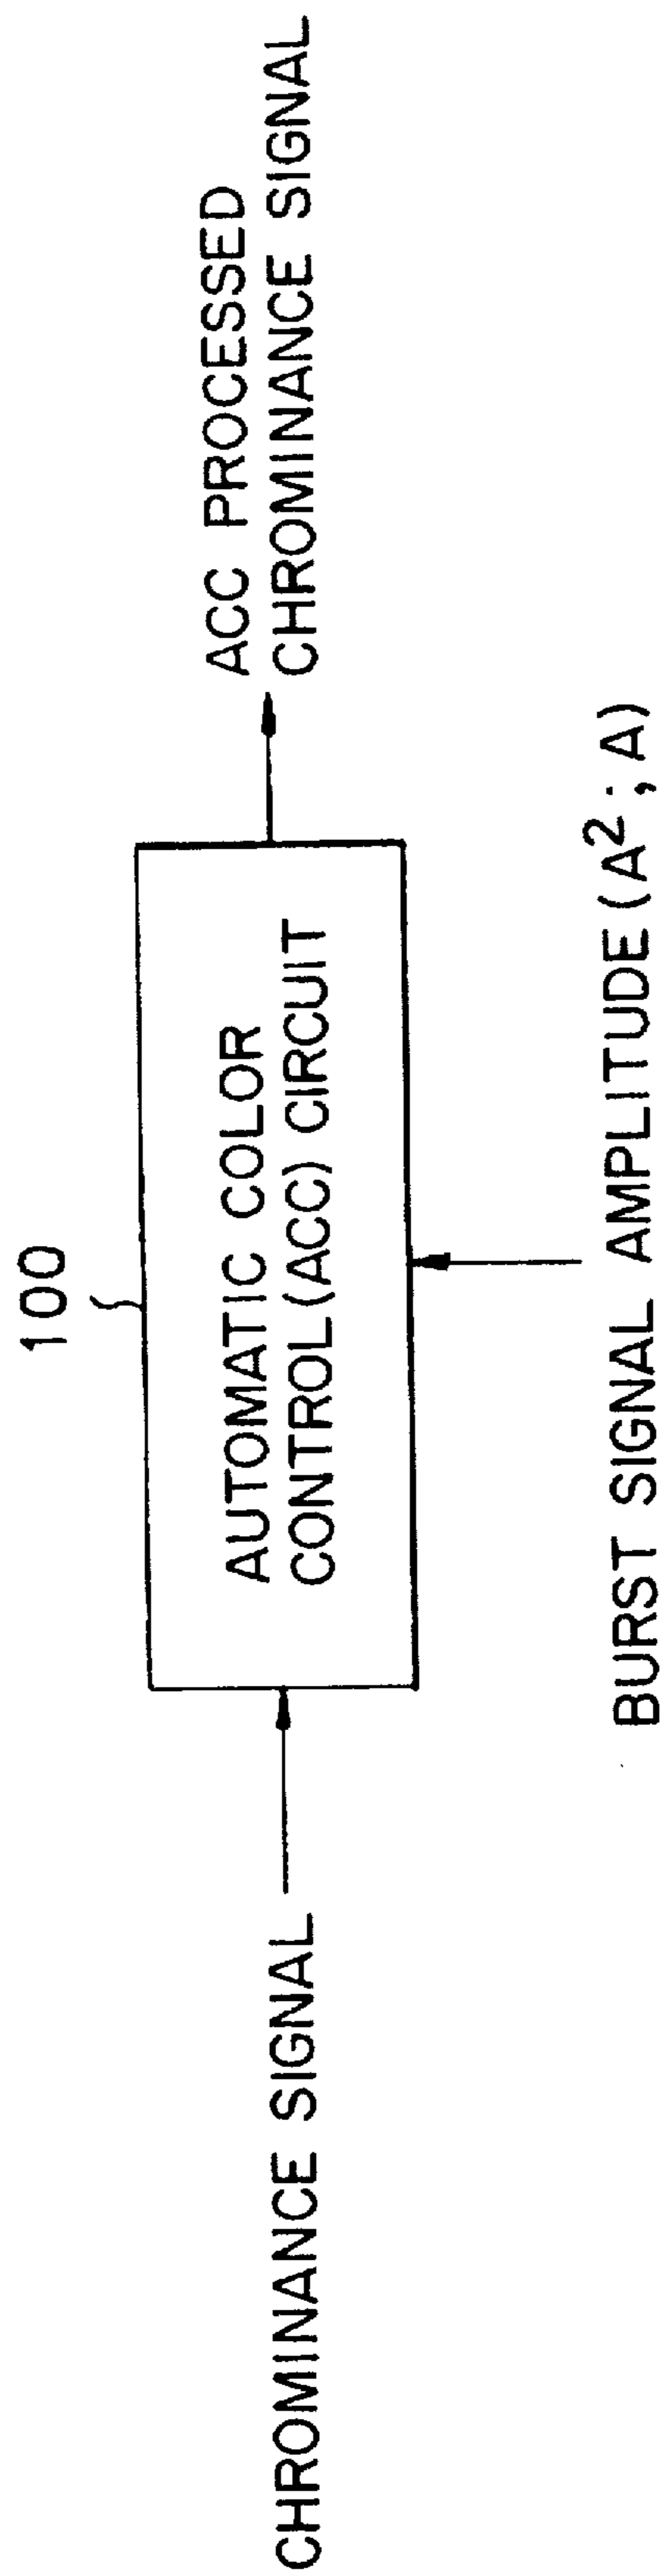 100
CHROMINANCE SIGNAL
AUTOMATIC COLOR
CONTROL(ACC) CIRCUIT
ACC PROCESSED
CHROMINANCE SIGNAL
BURST SIGNAL AMPLITUDE(A²; A)